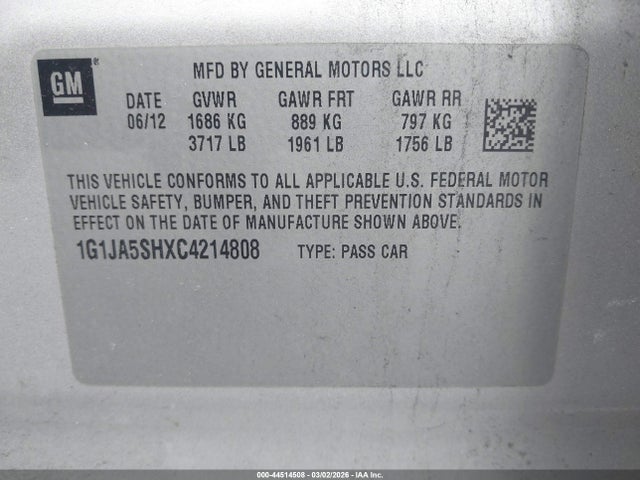 GM®
MFD BY GENERAL MOTORS LLC
DATE GVWR GAWR FRT GAWR RR
06/12 1686 KG 889 KG 797 KG
3717 LB 1961 LB 1756 LB
THIS VEHICLE CONFORMS TO ALL APPLICABLE U.S. FEDERAL MOTOR
VEHICLE SAFETY, BUMPER, AND THEFT PREVENTION STANDARDS IN
EFFECT ON THE DATE OF MANUFACTURE SHOWN ABOVE.
1G1JA5SHXC4214808 TYPE: PASS CAR
000-44514508 | 03/02/2026 | IAA Inc.